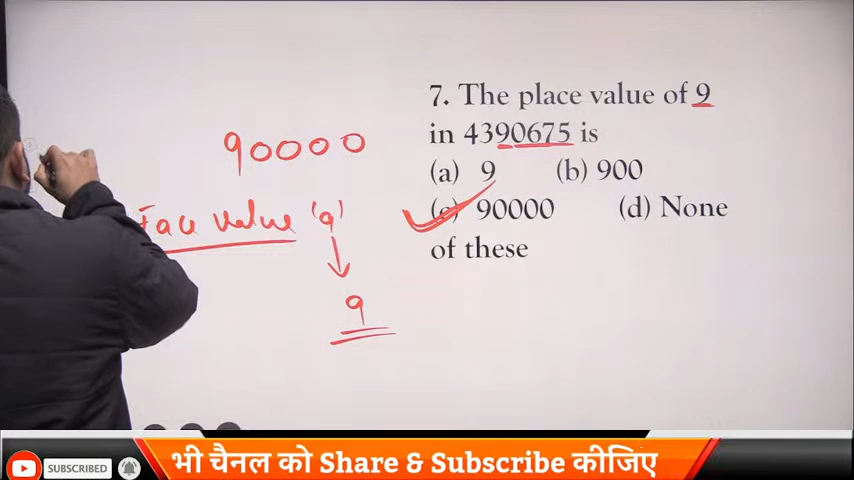 7. The place value of 9
in 4390675 is
(a) 9 (b) 900
(c) 90000 (d) None
of these
90000
Face value '9'
9
SUBSCRIBED
भी चैनल को Share & Subscribe कीजिए